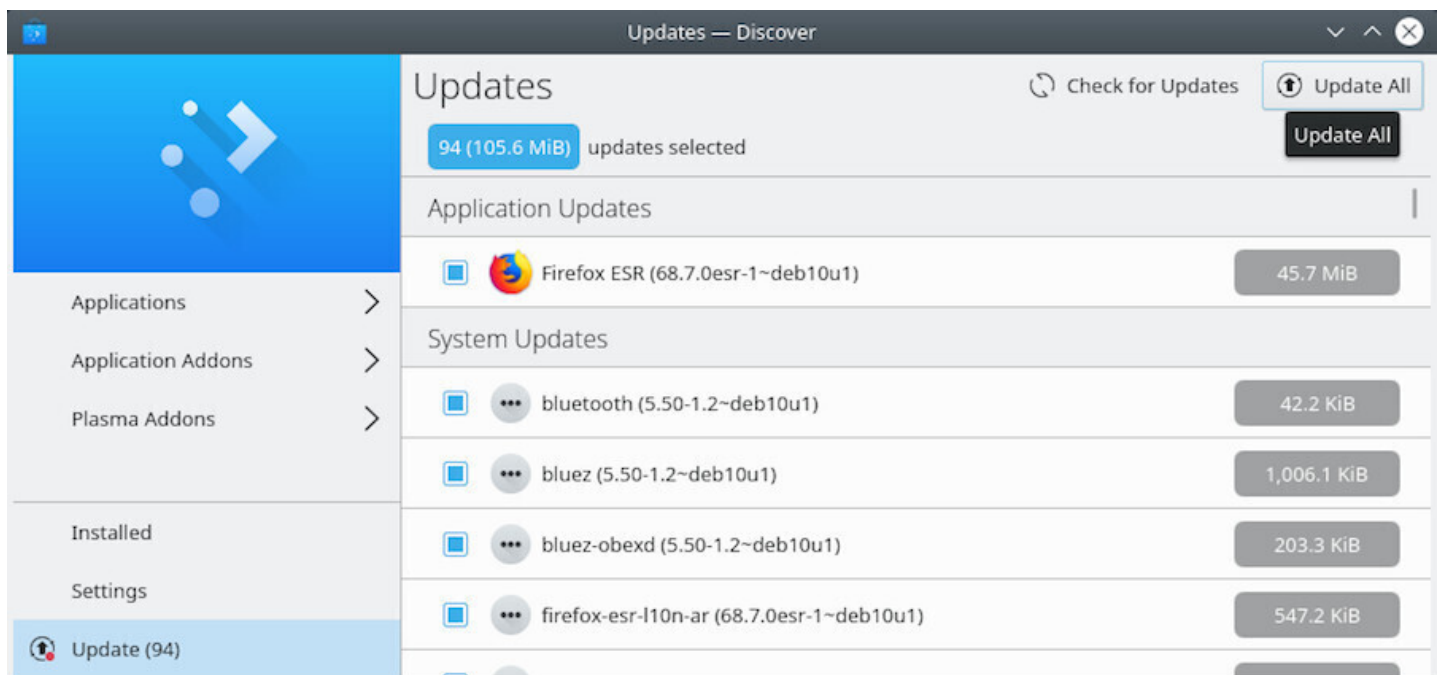 Updates — Discover
Updates
Check for Updates
Update All
94 (105.6 MiB) updates selected
Update All
Application Updates
Firefox ESR (68.7.0esr-1~deb10u1) 45.7 MiB
System Updates
bluetooth (5.50-1.2~deb10u1) 42.2 KiB
bluez (5.50-1.2~deb10u1) 1,006.1 KiB
bluez-obexd (5.50-1.2~deb10u1) 203.3 KiB
firefox-esr-l10n-ar (68.7.0esr-1~deb10u1) 547.2 KiB
Applications
Application Addons
Plasma Addons
Installed
Settings
Update (94)